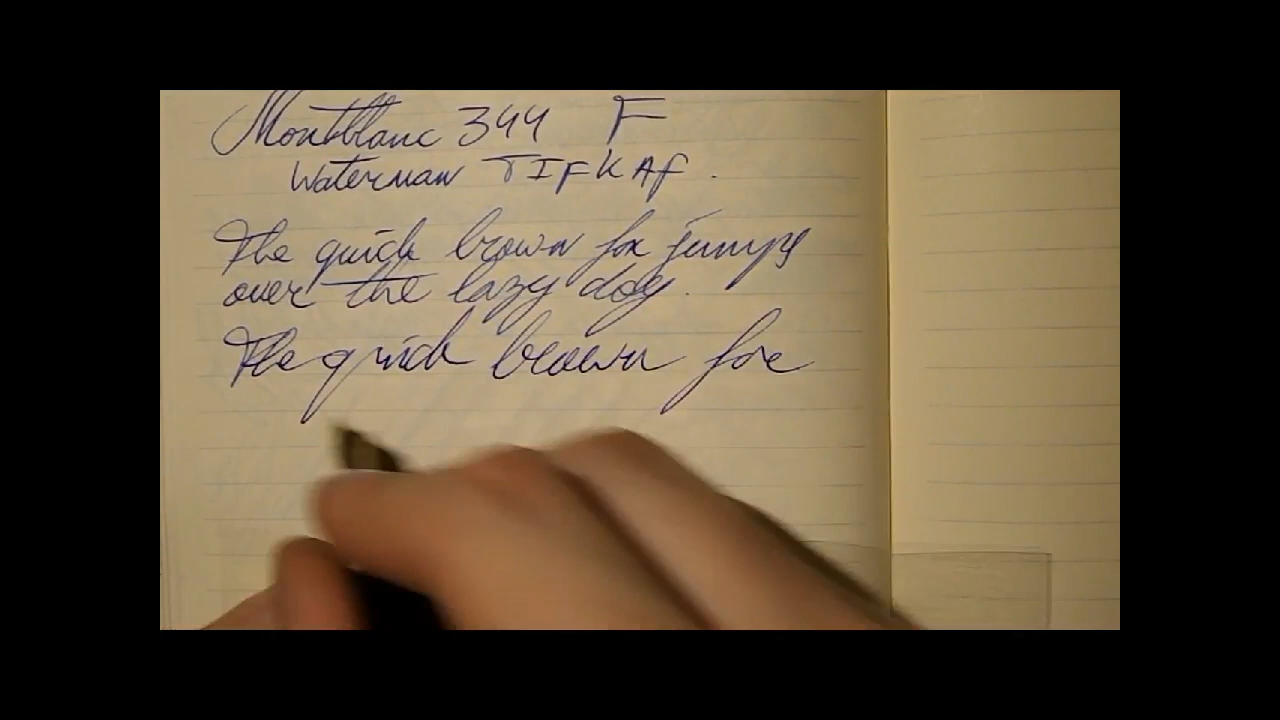 Montblanc 344 F
Waterman TIFKAF.
The quick brown fox jumps
over the lazy dog.
The quick brown fox